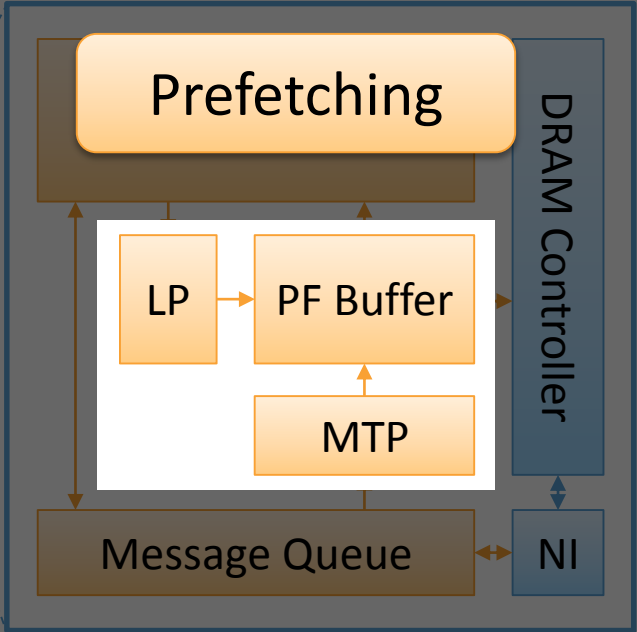 Prefetching
DRAM Controller
LP
PF Buffer
MTP
Message Queue
NI